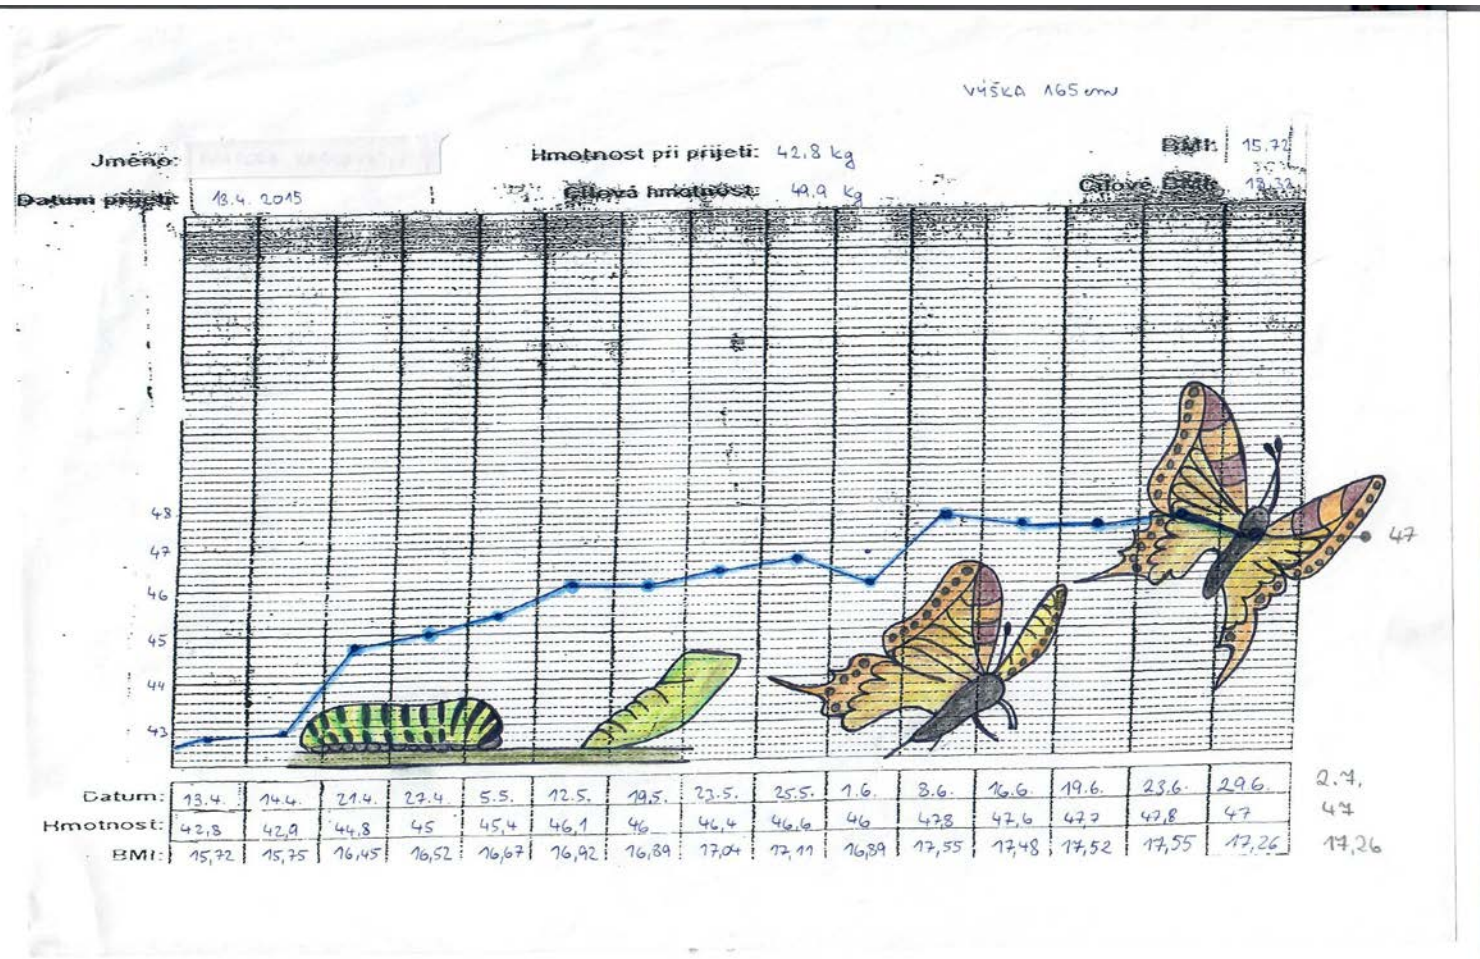 VÝŠKA 165 cm
Jméno: Hmotnost při přijetí: 42,8 kg BMI: 15.72
Datum přijetí: 13.4. 2015 Cílová hmotnost: 49,9 kg Cílové BMI:
48
47
47
46
45
44
43
Datum: 13.4. 14.4. 21.4. 27.4. 5.5. 12.5. 19.5. 23.5. 25.5. 1.6. 8.6. 16.6. 19.6. 23.6. 29.6. 2.7.
Hmotnost: 42,8 42,9 44,8 45 45,4 46,1 46 46,4 46,6 46 47,8 47,6 47,7 47,8 47 47
BMI: 15,72 15,75 16,45 16,52 16,67 16,92 16,89 17,04 17,11 16,89 17,55 17,48 17,52 17,55 17,26 17,26